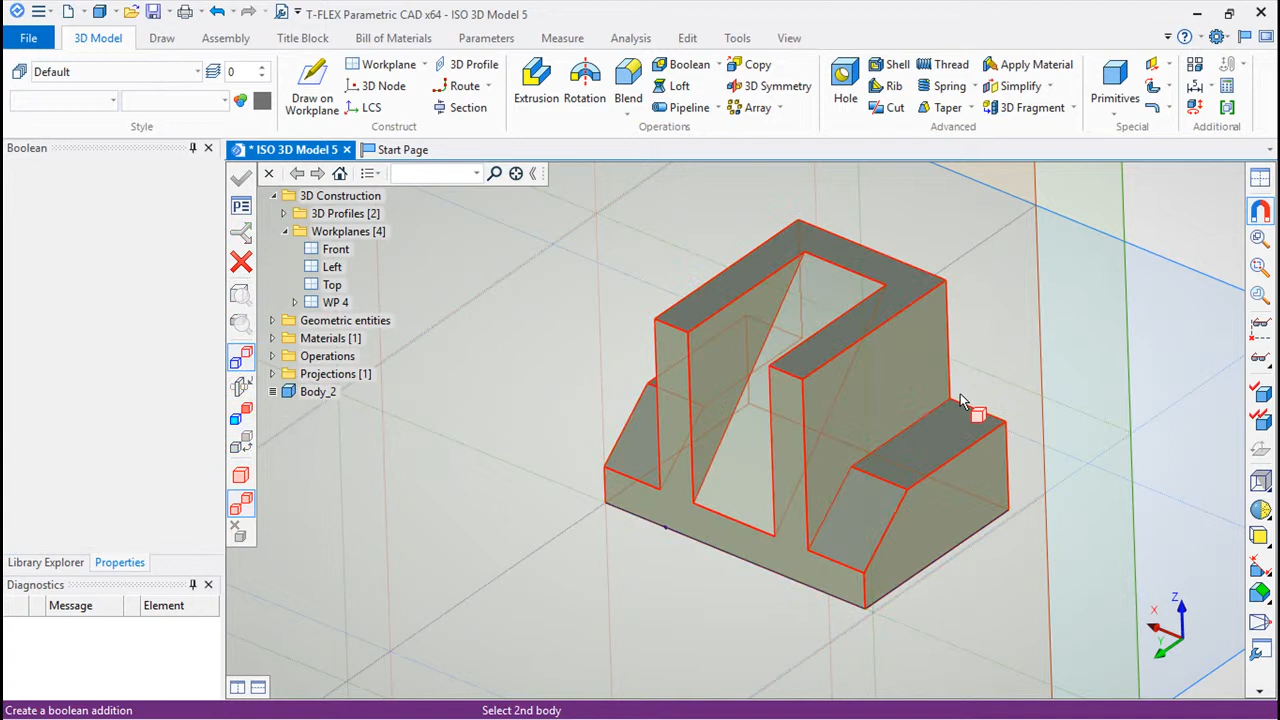 T-FLEX Parametric CAD x64 - ISO 3D Model 5
File 3D Model Draw Assembly Title Block Bill of Materials Parameters Measure Analysis Edit Tools View
Default 0
Style
Draw on Workplane
Workplane 3D Profile
3D Node Route
LCS Section
Construct
Extrusion Rotation Blend
Boolean Copy
Loft 3D Symmetry
Pipeline Array
Operations
Hole
Shell Thread Apply Material
Rib Spring Simplify
Cut Taper 3D Fragment
Advanced
Primitives
Special
Additional
Boolean
* ISO 3D Model 5 Start Page
3D Construction
3D Profiles [2]
Workplanes [4]
Front
Left
Top
WP 4
Geometric entities
Materials [1]
Operations
Projections [1]
Body_2
Library Explorer Properties
Diagnostics
Message Element
X
Y
Z
Create a boolean addition Select 2nd body